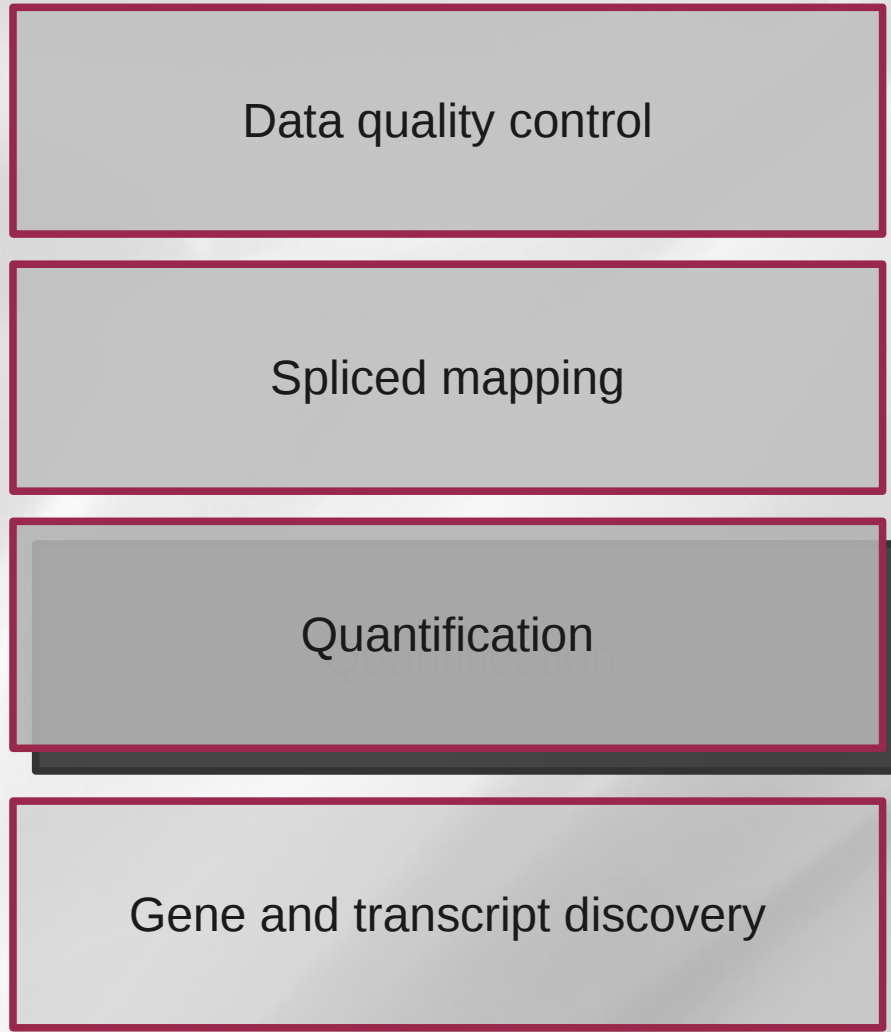 Data quality control
Spliced mapping
Quantification
Gene and transcript discovery